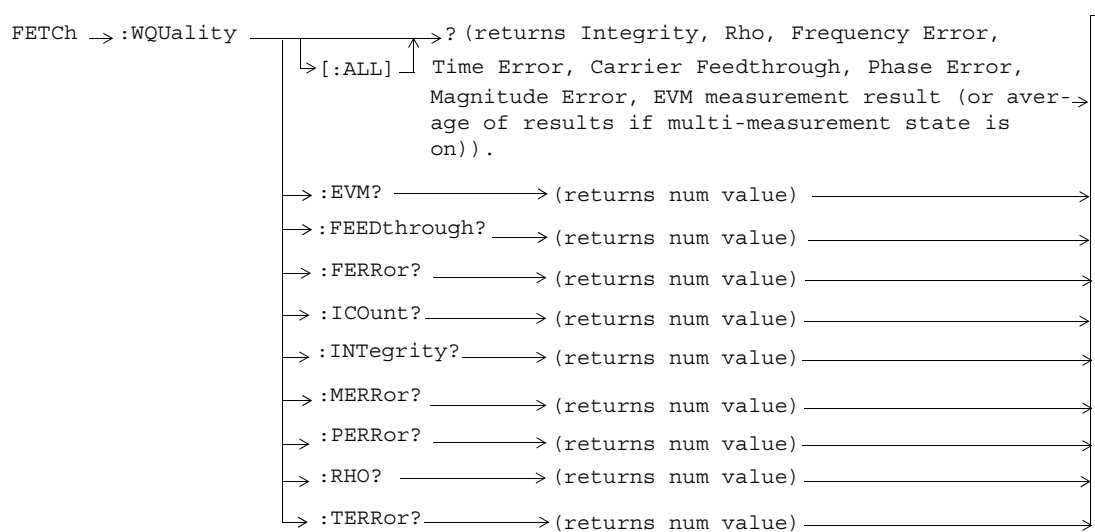 FETCh :WQUality ? (returns Integrity, Rho, Frequency Error,
[:ALL] Time Error, Carrier Feedthrough, Phase Error,
Magnitude Error, EVM measurement result (or aver-
age of results if multi-measurement state is
on)).
:EVM? (returns num value)
:FEEDthrough? (returns num value)
:FERRor? (returns num value)
:ICOunt? (returns num value)
:INTegrity? (returns num value)
:MERRor? (returns num value)
:PERRor? (returns num value)
:RHO? (returns num value)
:TERRor? (returns num value)